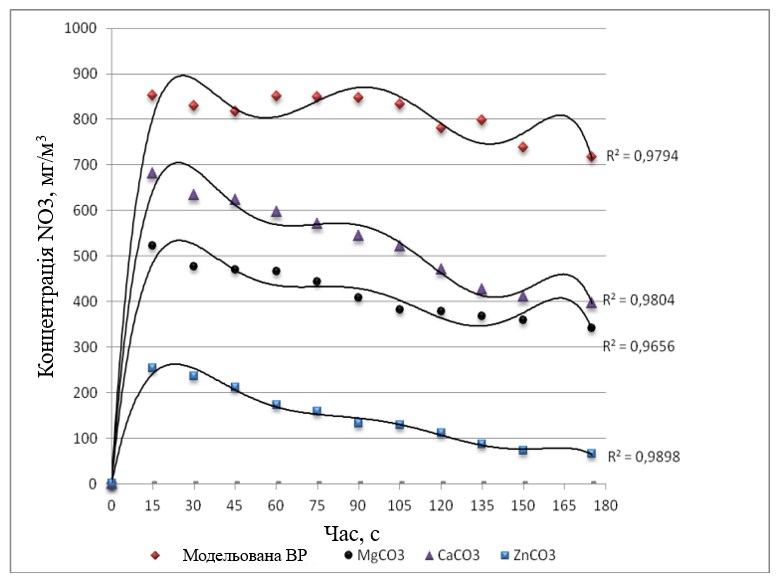 1000
900
800
700
600
500
400
300
200
100
0
Концентрація NO3, мг/м³
R² = 0,9794
R² = 0,9804
R² = 0,9656
R² = 0,9898
0 15 30 45 60 75 90 105 120 135 150 165 180
Час, с
Модельована ВР MgCO3 CaCO3 ZnCO3